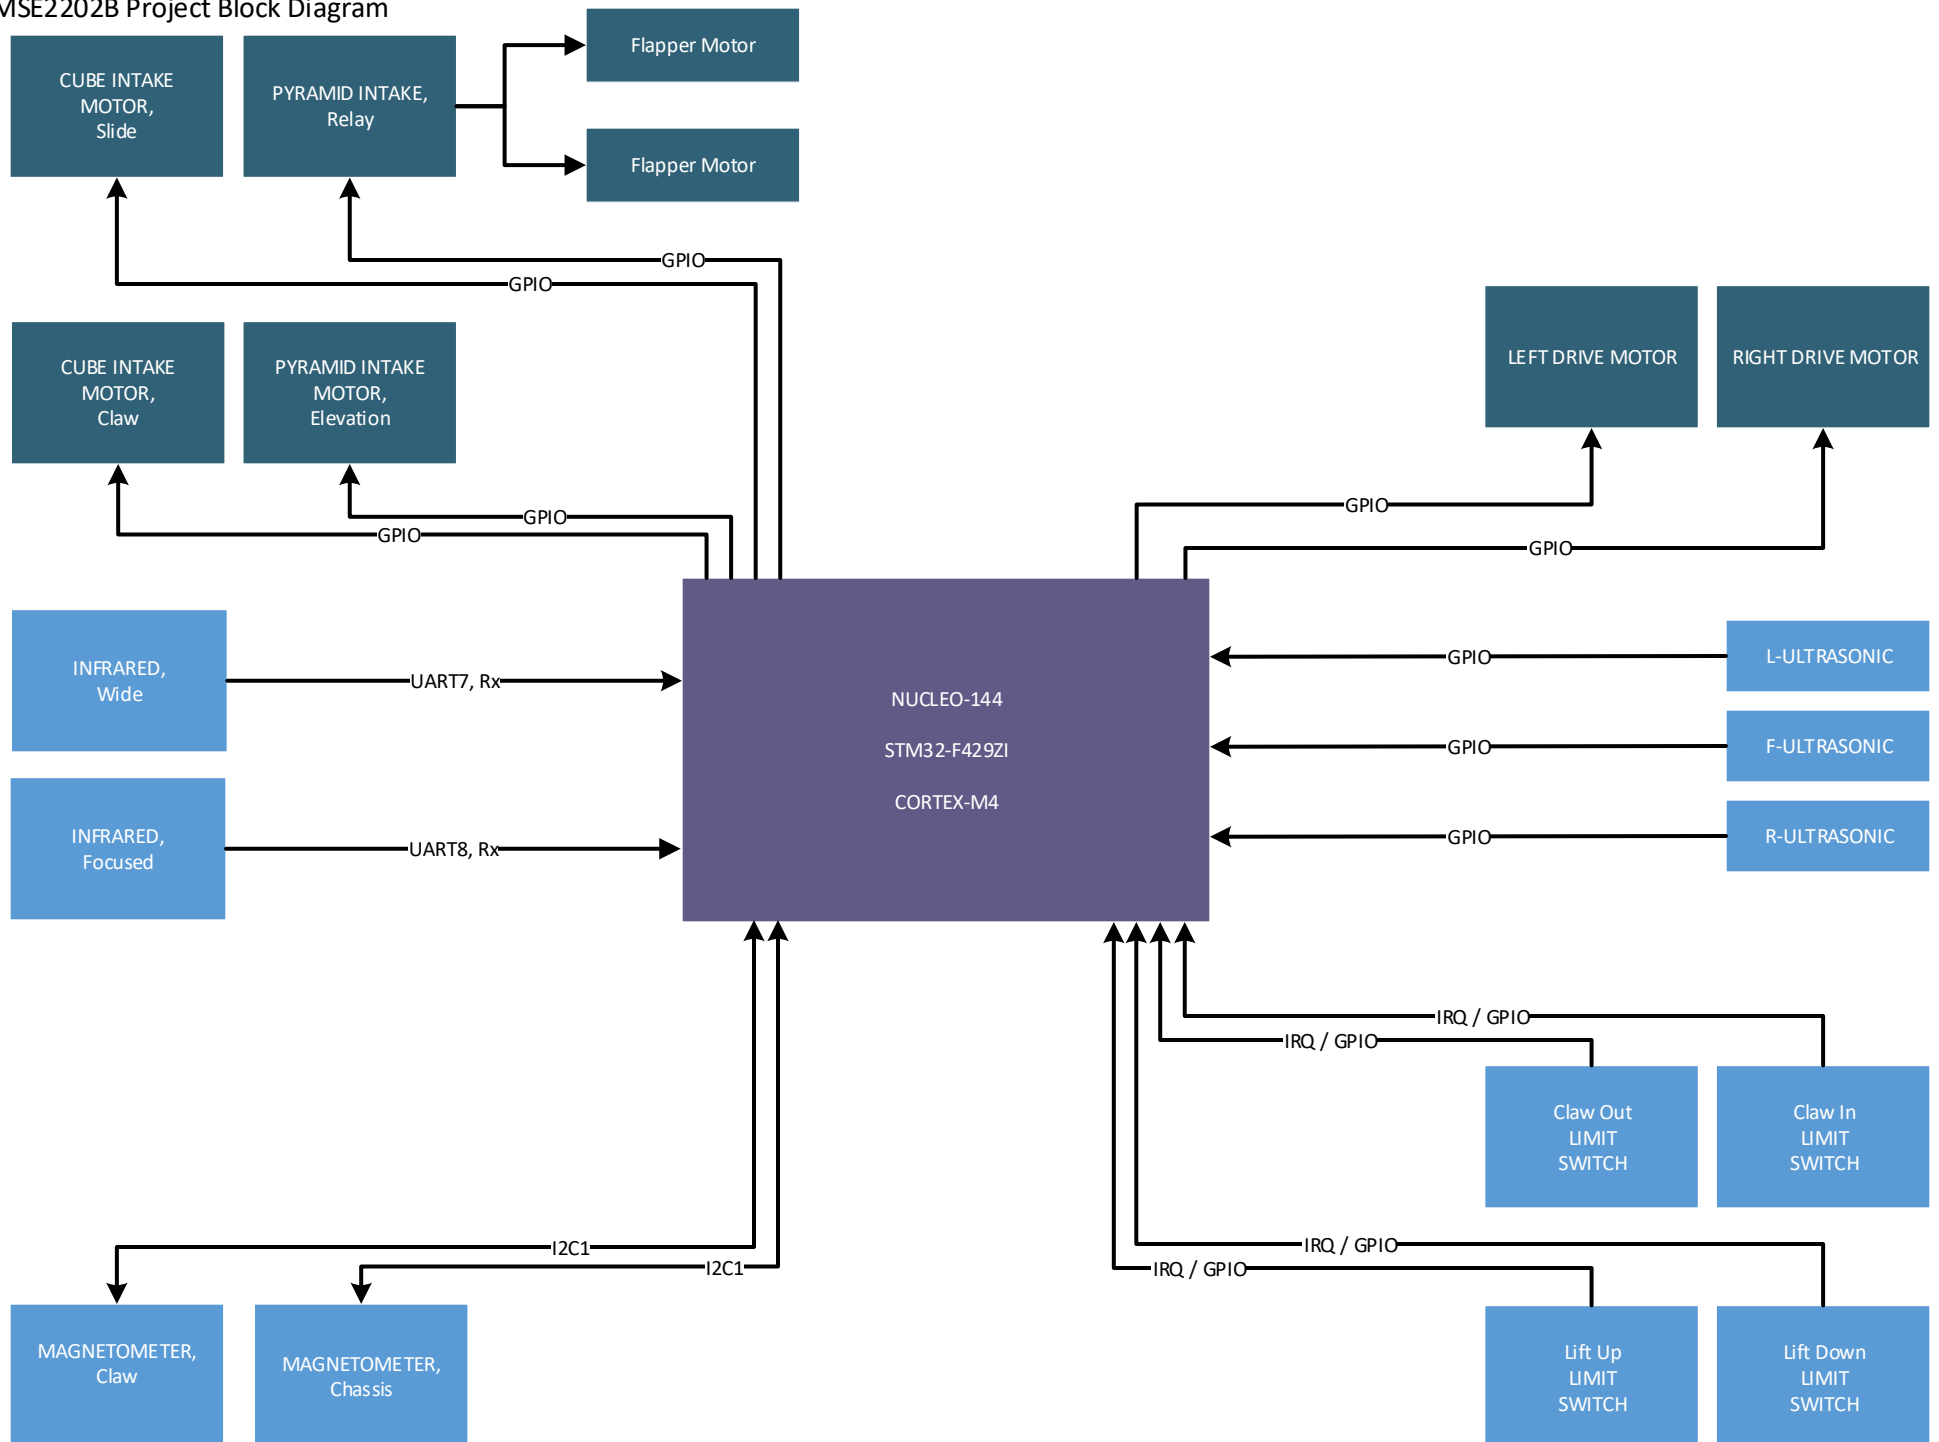 MSE2202B Project Block Diagram
CUBE INTAKE
MOTOR,
Slide
PYRAMID INTAKE,
Relay
Flapper Motor
Flapper Motor
GPIO
GPIO
CUBE INTAKE
MOTOR,
Claw
PYRAMID INTAKE
MOTOR,
Elevation
LEFT DRIVE MOTOR
RIGHT DRIVE MOTOR
GPIO
GPIO
GPIO
GPIO
INFRARED,
Wide
UART7, Rx
INFRARED,
Focused
UART8, Rx
NUCLEO-144
STM32-F429ZI
CORTEX-M4
GPIO
L-ULTRASONIC
GPIO
F-ULTRASONIC
GPIO
R-ULTRASONIC
IRQ / GPIO
IRQ / GPIO
Claw Out
LIMIT
SWITCH
Claw In
LIMIT
SWITCH
I2C1
I2C1
IRQ / GPIO
IRQ / GPIO
MAGNETOMETER,
Claw
MAGNETOMETER,
Chassis
Lift Up
LIMIT
SWITCH
Lift Down
LIMIT
SWITCH